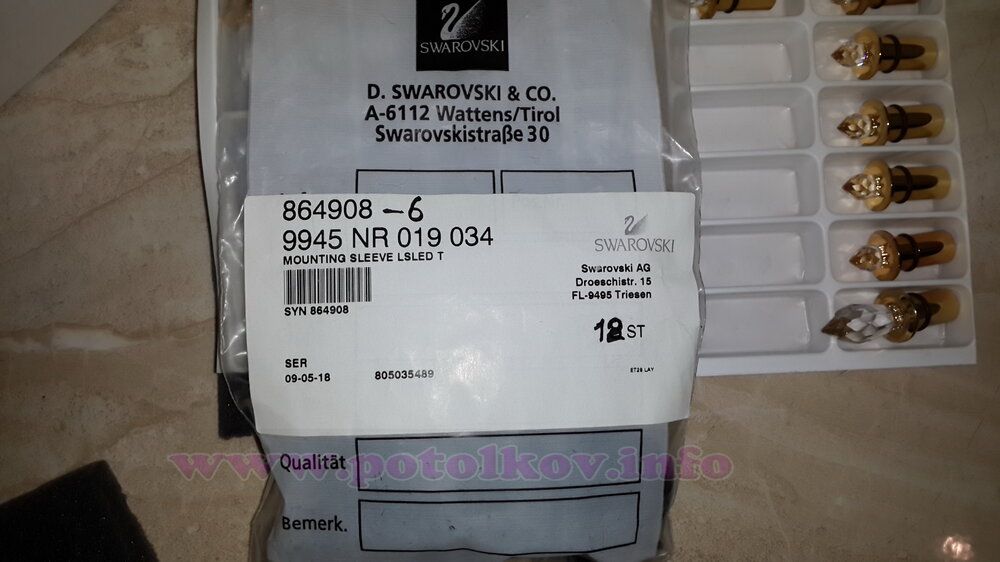 SWAROVSKI
D. SWAROVSKI & CO.
A-6112 Wattens/Tirol
Swarovskistraße 30
864908 -6
9945 NR 019 034
MOUNTING SLEEVE LSLED T
SYN 864908
SWAROVSKI
Swarovski AG
Droeschistr. 15
FL-9495 Triesen
ST
SER
09-05-18 805035489
ET28.LAY
Qualität
www.potolkov.info
Bemerk.